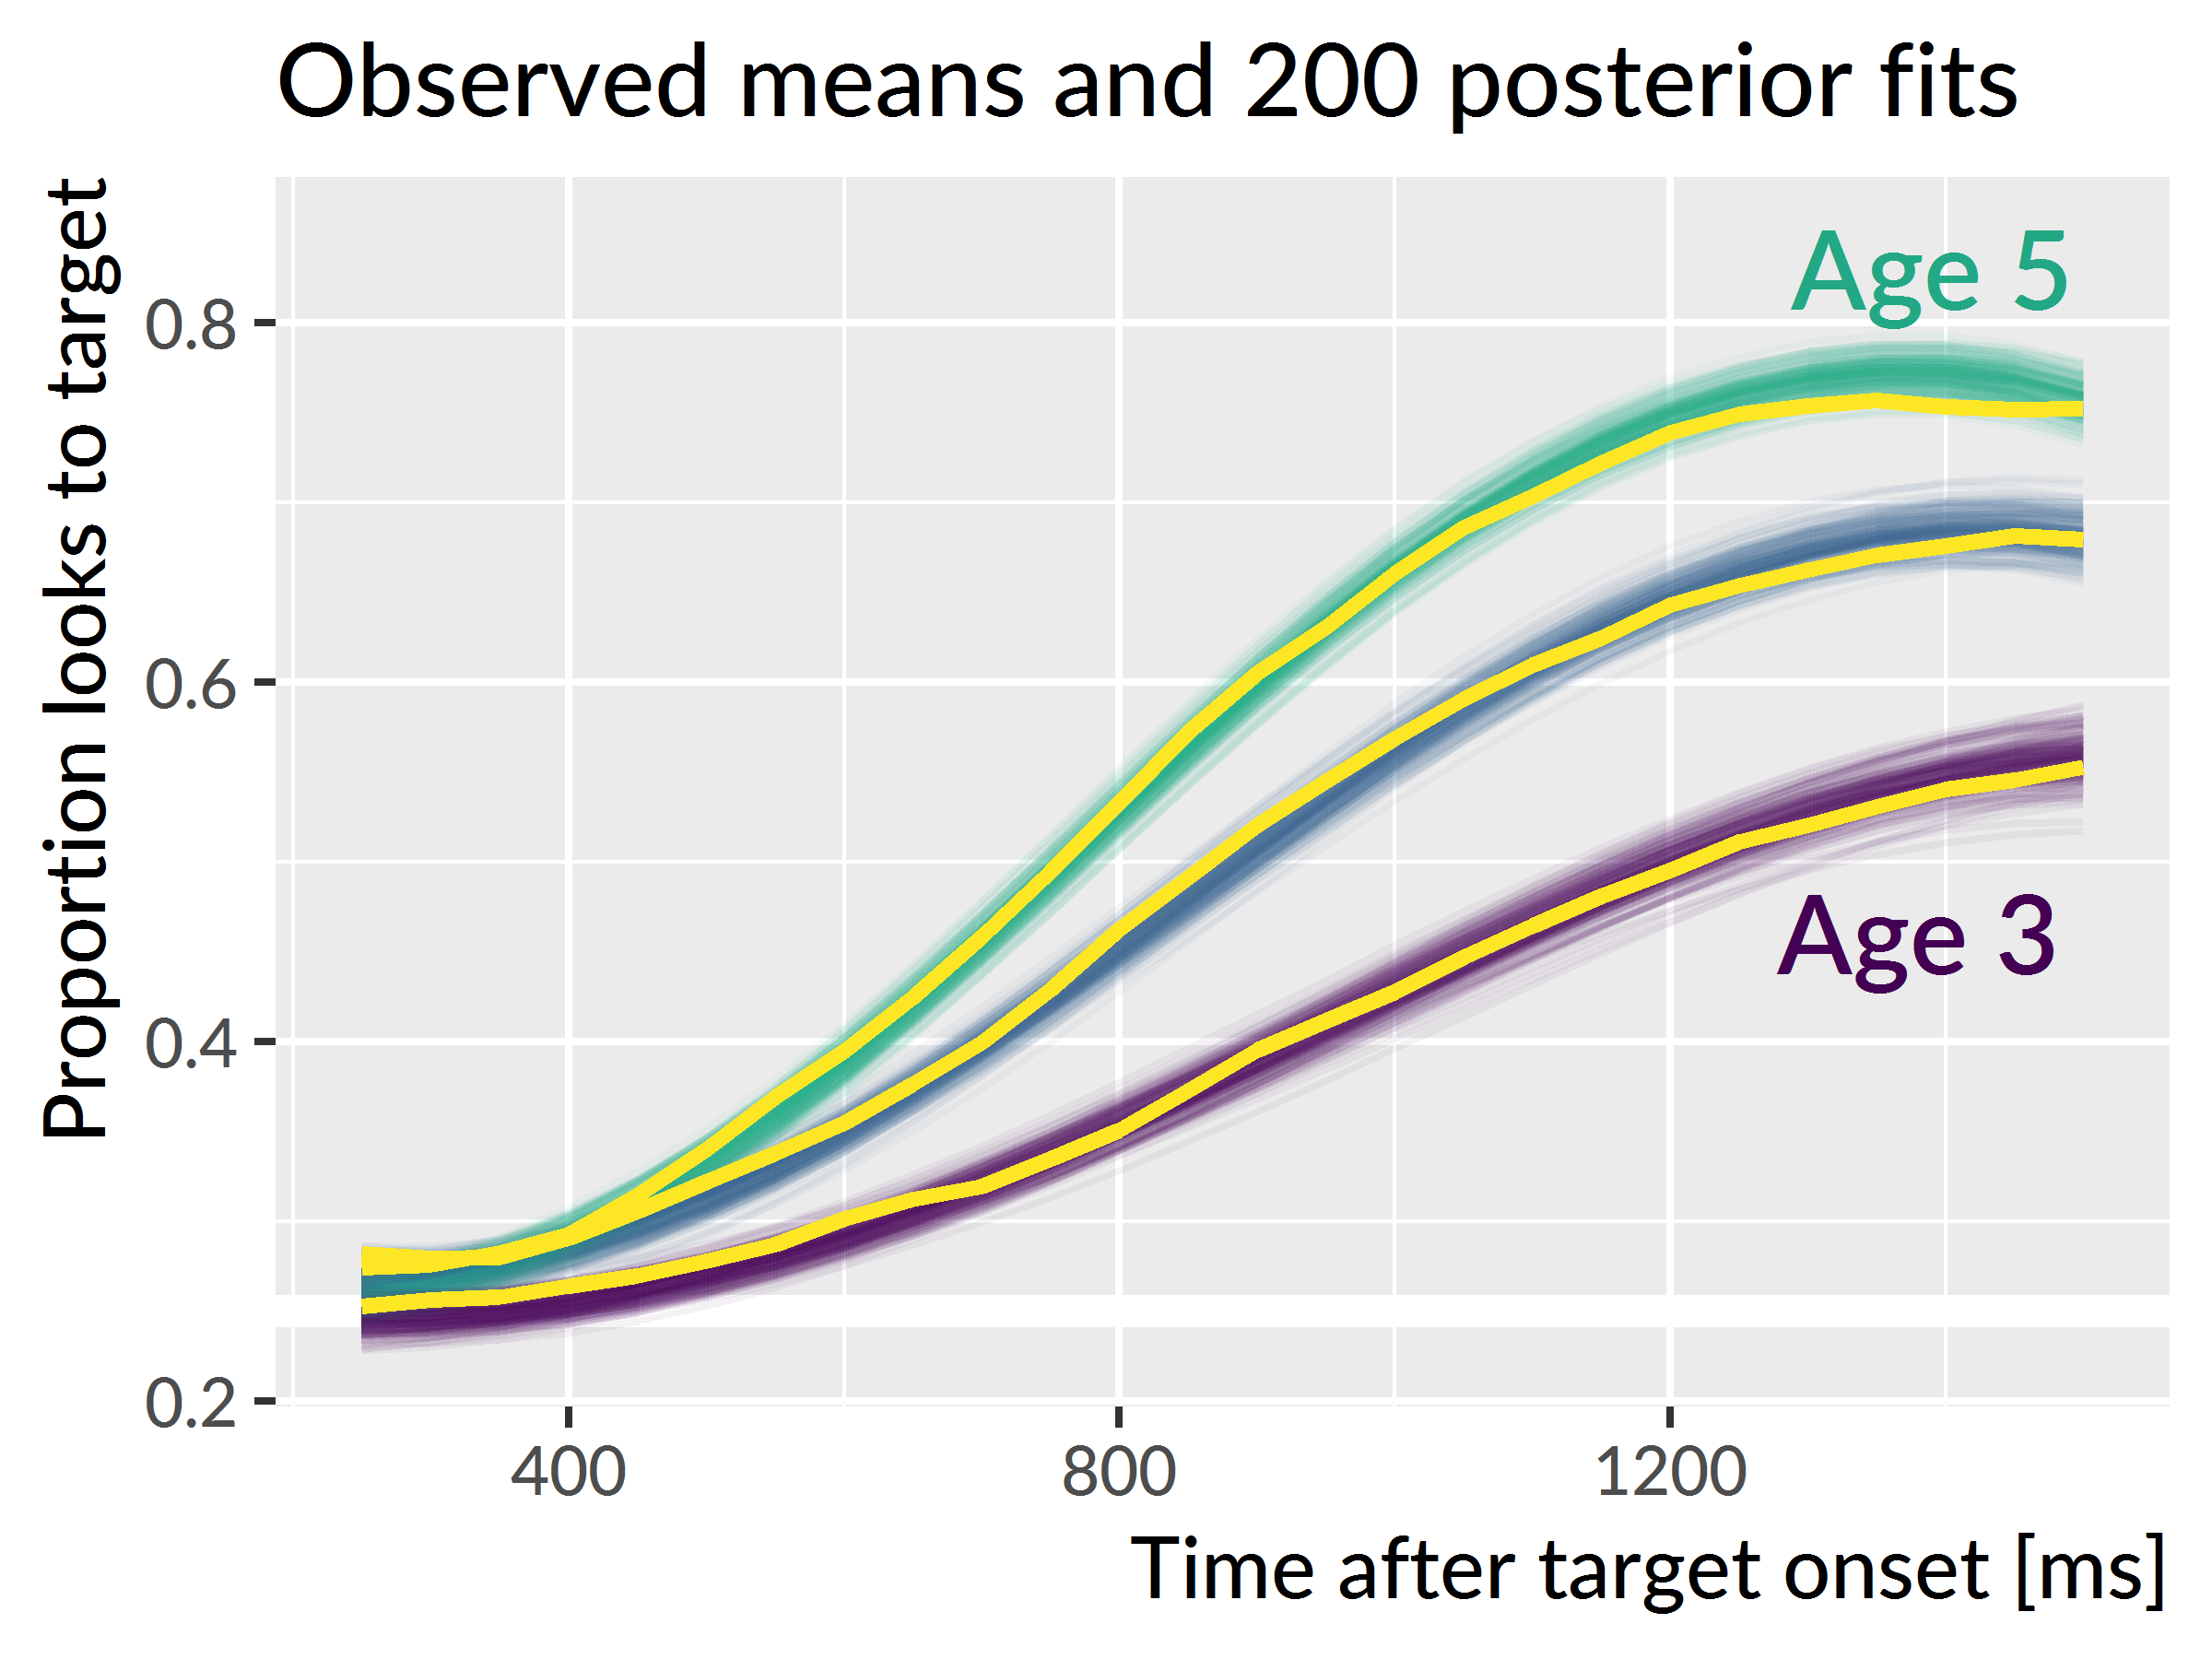 Observed means and 200 posterior fits
Proportion looks to target
0.8
0.6
0.4
0.2
Age 5
Age 3
400
800
1200
Time after target onset [ms]